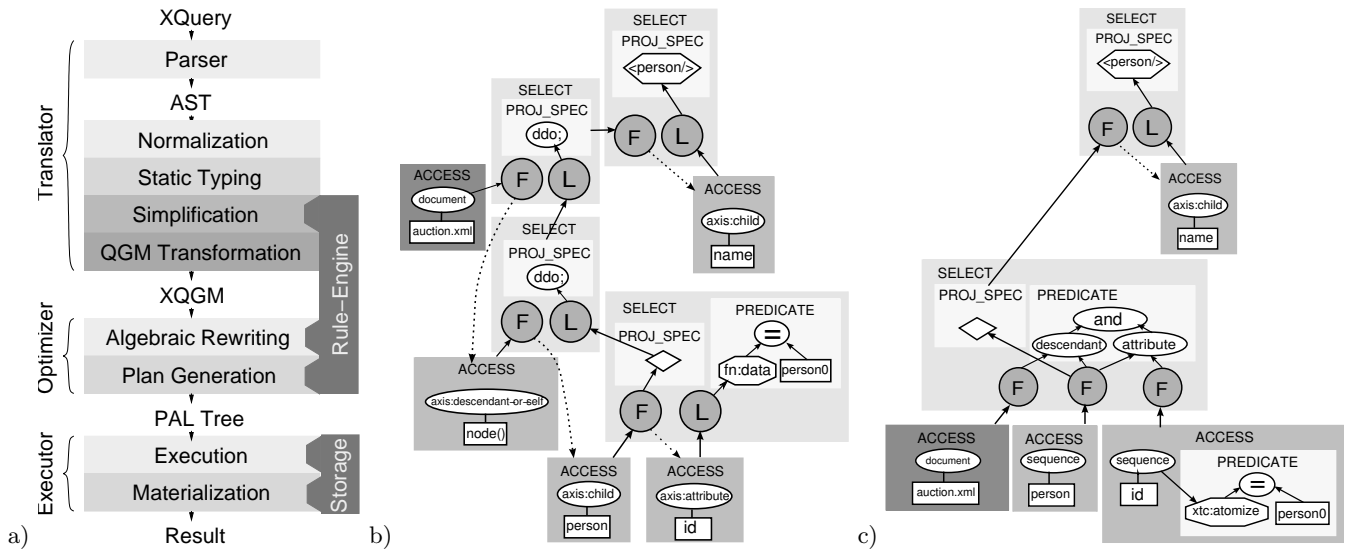 XQuery
Parser
AST
Normalization
Static Typing
Simplification
QGM Transformation
XQGM
Algebraic Rewriting
Plan Generation
PAL Tree
Execution
Materialization
Result
Translator
Optimizer
Executor
Rule-Engine
Storage
a)
SELECT
PROJ_SPEC
<person/>
F
L
SELECT
PROJ_SPEC
ddo;
F
L
ACCESS
document
auction.xml
ACCESS
axis:child
name
SELECT
PROJ_SPEC
ddo;
F
L
SELECT
PROJ_SPEC
PREDICATE
=
fn:data
person0
F
L
ACCESS
axis:descendant-or-self
node()
ACCESS
axis:child
person
ACCESS
axis:attribute
id
b)
SELECT
PROJ_SPEC
<person/>
F
L
ACCESS
axis:child
name
SELECT
PROJ_SPEC
PREDICATE
and
descendant
attribute
F
F
F
ACCESS
document
auction.xml
ACCESS
sequence
person
ACCESS
sequence
id
PREDICATE
=
xtc:atomize
person0
c)